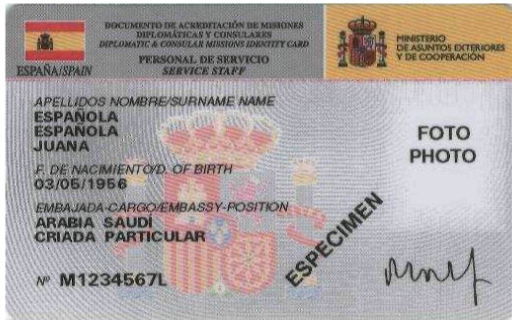 ESPAÑA/SPAIN
DOCUMENTO DE ACREDITACIÓN DE MISIONES
DIPLOMÁTICAS Y CONSULARES
DIPLOMATIC & CONSULAR MISSIONS IDENTITY CARD
PERSONAL DE SERVICIO
SERVICE STAFF
MINISTERIO
DE ASUNTOS EXTERIORES
Y DE COOPERACIÓN
APELLIDOS NOMBRE/SURNAME NAME
ESPAÑOLA
ESPAÑOLA
JUANA
FOTO
PHOTO
F. DE NACIMIENTO/D. OF BIRTH
03/05/1956
EMBAJADA-CARGO/EMBASSY-POSITION
ARABIA SAUDÍ
CRIADA PARTICULAR
ESPECIMEN
Nº M1234567L